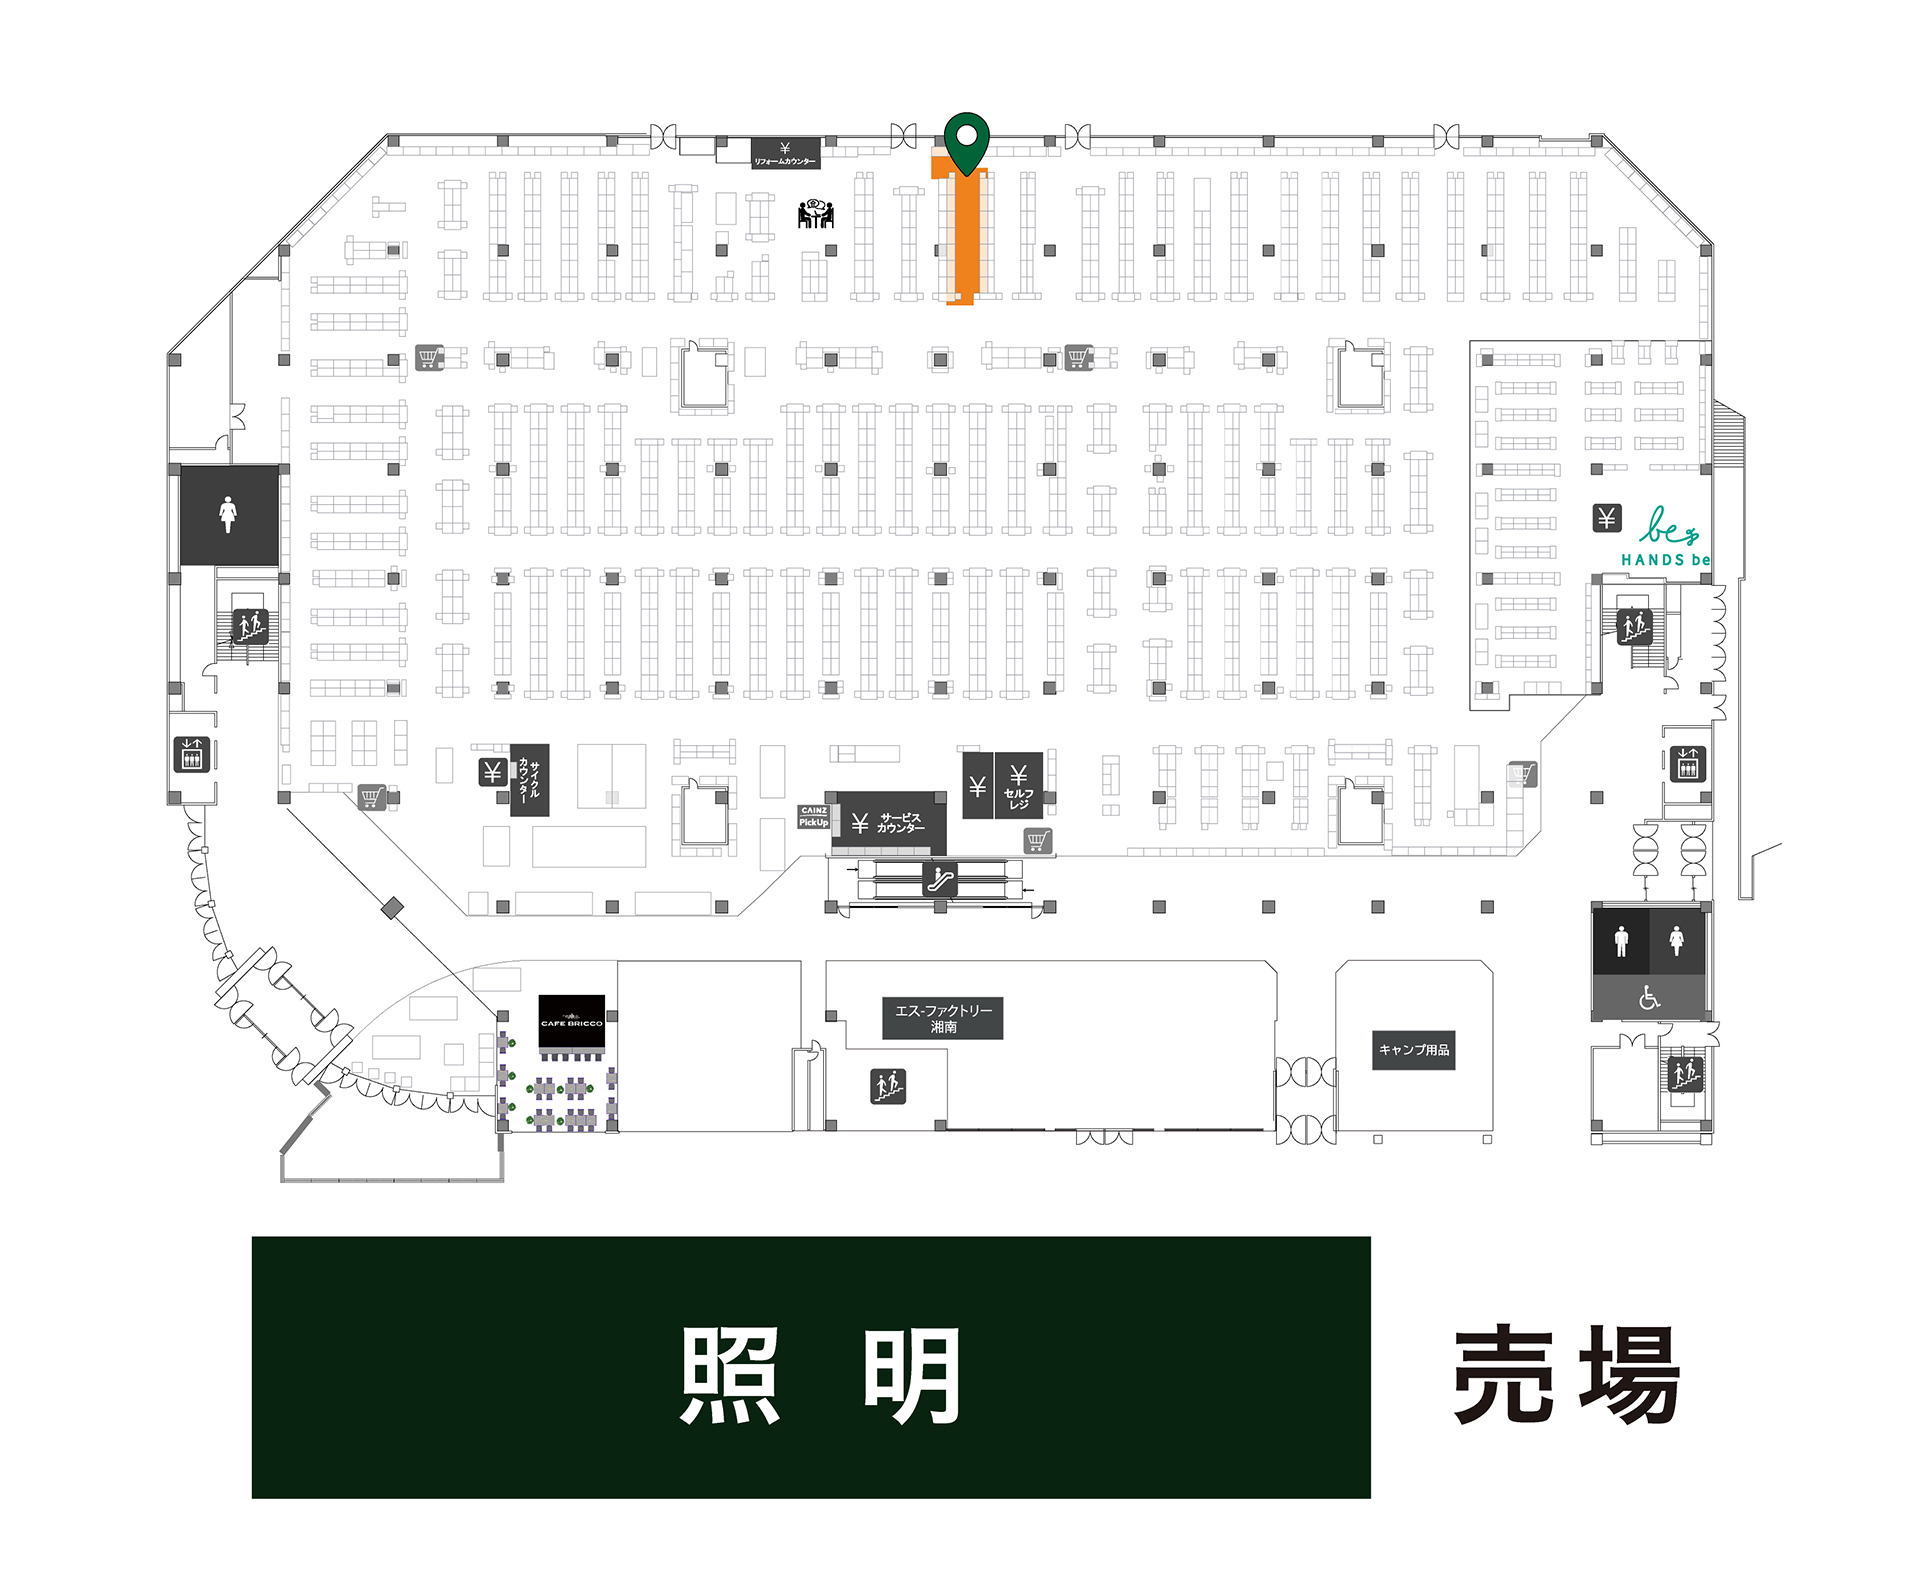 ¥
リフォームカウンター
¥
be
HANDS be
¥
サイクル
カウンター
¥
¥
セルフ
レジ
CAINZ
PickUp
¥
サービス
カウンター
CAFE BRICCO
エス-ファクトリー
湘南
キャンプ用品
照明
売場